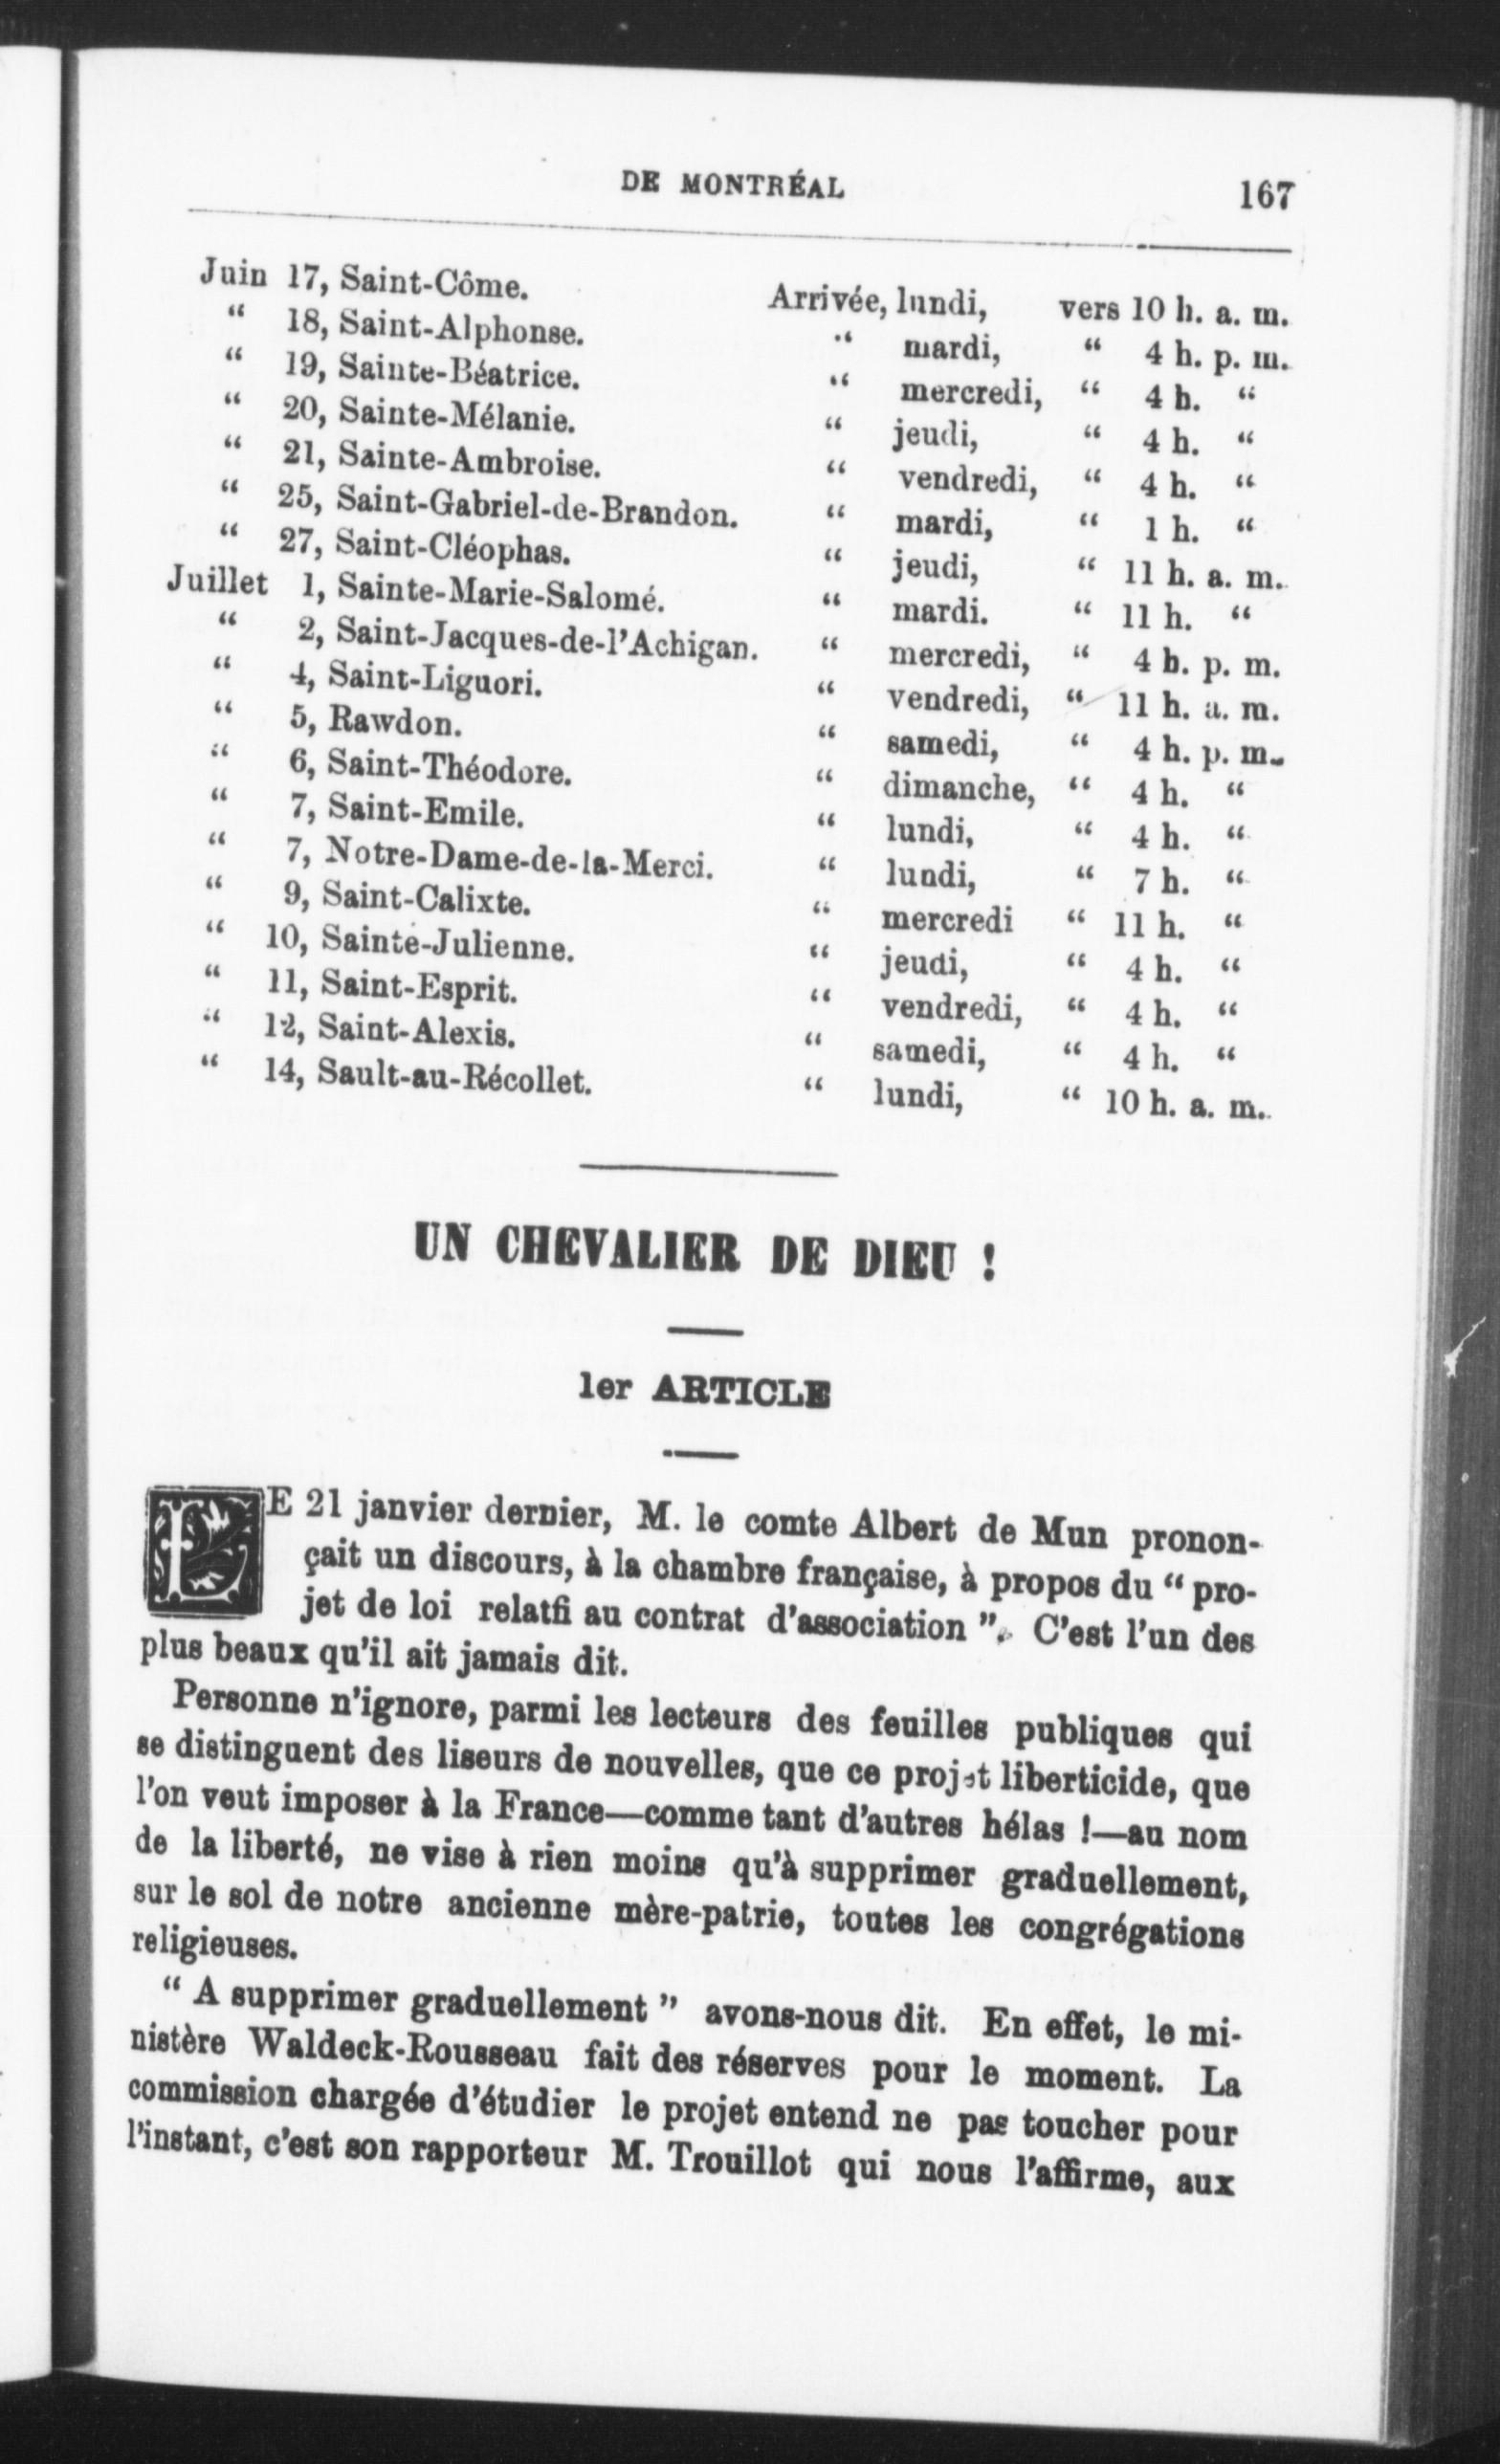 DE MONTRÉAL 167
Juin 17, Saint-Côme. Arrivée, lundi, vers 10 h. a. m.
“ 18, Saint-Alphonse. “ mardi, “ 4 h. p. m.
“ 19, Sainte-Béatrice. “ mercredi, “ 4 h. “
“ 20, Sainte-Mélanie. “ jeudi, “ 4 h. “
“ 21, Sainte-Ambroise. “ vendredi, “ 4 h. “
“ 25, Saint-Gabriel-de-Brandon. “ mardi, “ 1 h. “
“ 27, Saint-Cléophas. “ jeudi, “ 11 h. a. m.
Juillet 1, Sainte-Marie-Salomé. “ mardi. “ 11 h. “
“ 2, Saint-Jacques-de-l'Achigan. “ mercredi, “ 4 h. p. m.
“ 4, Saint-Liguori. “ vendredi, “ 11 h. a. m.
“ 5, Rawdon. “ samedi, “ 4 h. p. m.
“ 6, Saint-Théodore. “ dimanche, “ 4 h. “
“ 7, Saint-Emile. “ lundi, “ 4 h. “
“ 7, Notre-Dame-de-la-Merci. “ lundi, “ 7 h. “
“ 9, Saint-Calixte. “ mercredi “ 11 h. “
“ 10, Sainte-Julienne. “ jeudi, “ 4 h. “
“ 11, Saint-Esprit. “ vendredi, “ 4 h. “
“ 12, Saint-Alexis. “ samedi, “ 4 h. “
“ 14, Sault-au-Récollet. “ lundi, “ 10 h. a. m.
UN CHEVALIER DE DIEU !
1er ARTICLE
LE 21 janvier dernier, M. le comte Albert de Mun pronon-
çait un discours, à la chambre française, à propos du “ pro-
jet de loi relatfi au contrat d'association ”. C'est l'un des
plus beaux qu'il ait jamais dit.
Personne n'ignore, parmi les lecteurs des feuilles publiques qui
se distinguent des liseurs de nouvelles, que ce projet liberticide, que
l'on veut imposer à la France—comme tant d'autres hélas !—au nom
de la liberté, ne vise à rien moins qu'à supprimer graduellement,
sur le sol de notre ancienne mère-patrie, toutes les congrégations
religieuses.
“ A supprimer graduellement ” avons-nous dit. En effet, le mi-
nistère Waldeck-Rousseau fait des réserves pour le moment. La
commission chargée d'étudier le projet entend ne pas toucher pour
l'instant, c'est son rapporteur M. Trouillot qui nous l'affirme, aux